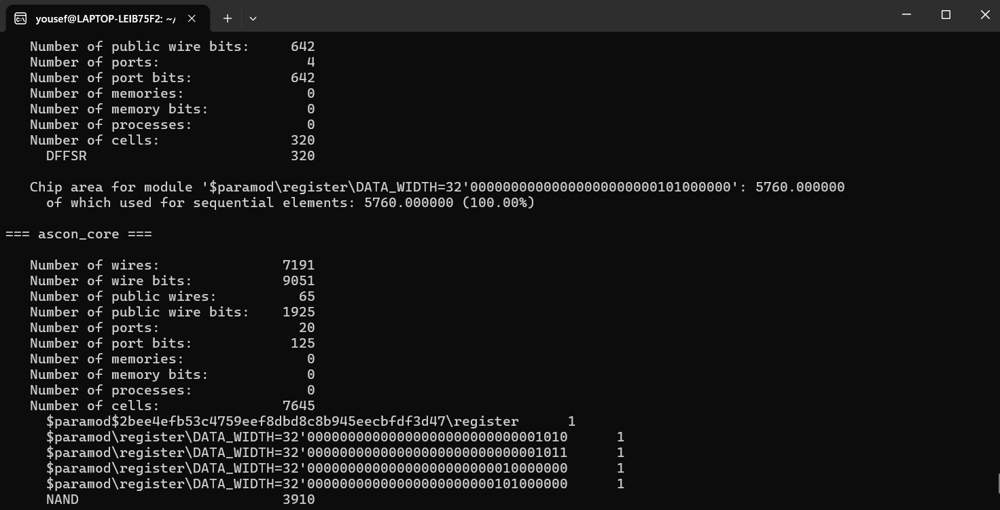 yousef@LAPTOP-LEIB75F2: ~/
Number of public wire bits: 642
Number of ports: 4
Number of port bits: 642
Number of memories: 0
Number of memory bits: 0
Number of processes: 0
Number of cells: 320
DFFSR 320
Chip area for module '$paramod\register\DATA_WIDTH=32'00000000000000000000000101000000': 5760.000000
of which used for sequential elements: 5760.000000 (100.00%)
=== ascon_core ===
Number of wires: 7191
Number of wire bits: 9051
Number of public wires: 65
Number of public wire bits: 1925
Number of ports: 20
Number of port bits: 125
Number of memories: 0
Number of memory bits: 0
Number of processes: 0
Number of cells: 7645
$paramod$2bee4efb53c4759eef8dbd8c8b945eecbfdf3d47\register 1
$paramod\register\DATA_WIDTH=32'00000000000000000000000000001010 1
$paramod\register\DATA_WIDTH=32'00000000000000000000000000001011 1
$paramod\register\DATA_WIDTH=32'00000000000000000000000010000000 1
$paramod\register\DATA_WIDTH=32'00000000000000000000000101000000 1
NAND 3910